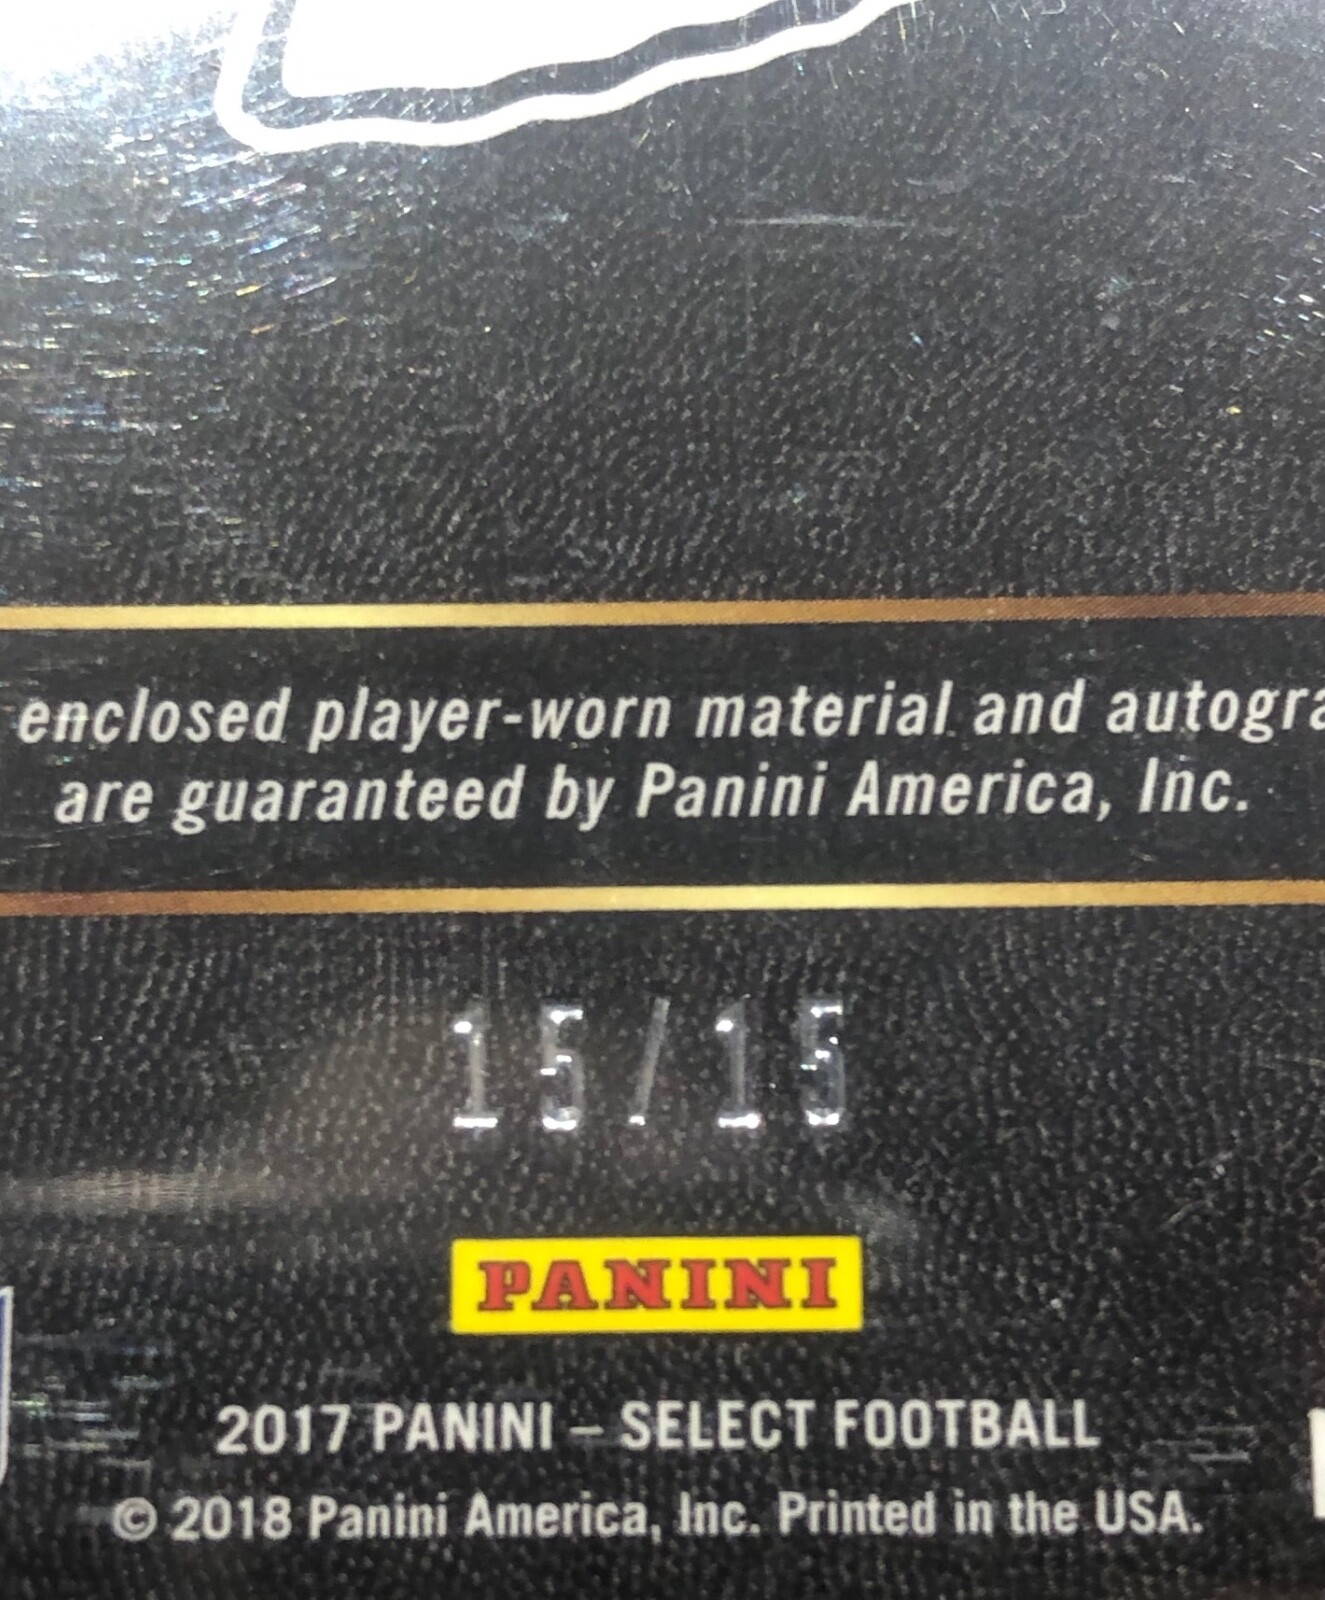 enclosed player-worn material and autogra
are guaranteed by Panini America, Inc.
15/15
PANINI
2017 PANINI – SELECT FOOTBALL
© 2018 Panini America, Inc. Printed in the USA.